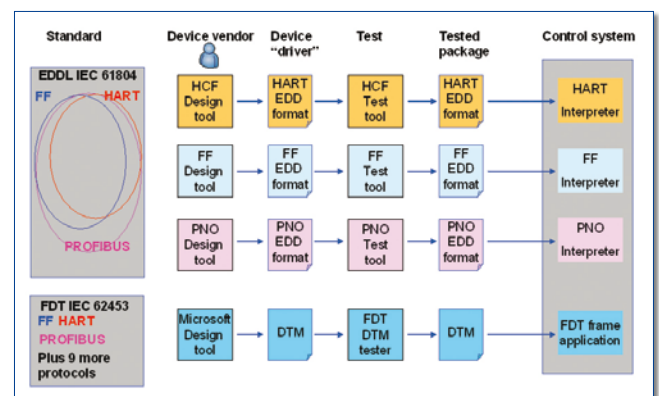 Standard
Device vendor
Device
"driver"
Test
Tested
package
Control system
EDDL IEC 61804
FF
HART
PROFIBUS
HCF
Design
tool
HART
EDD
format
HCF
Test
tool
HART
EDD
format
HART
Interpreter
FF
Design
tool
FF
EDD
format
FF
Test
tool
FF
EDD
format
FF
Interpreter
PNO
Design
tool
PNO
EDD
format
PNO
Test
tool
PNO
EDD
format
PNO
Interpreter
FDT IEC 62453
FF HART
PROFIBUS
Plus 9 more
protocols
Microsoft
Design
tool
DTM
FDT
DTM
tester
DTM
FDT frame
application